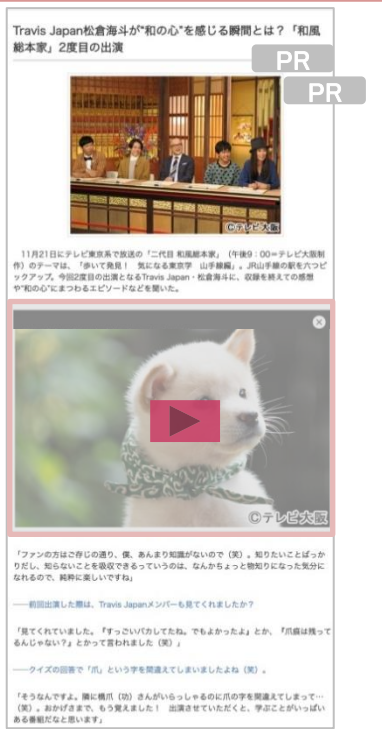 Travis Japan松倉海斗が“和の心”を感じる瞬間とは？「和風
総本家」2度目の出演
PR
PR
©テレビ大阪
　11月21日にテレビ東京系で放送の「二代目 和風総本家」（午後9：00＝テレビ大阪制
作）のテーマは、「歩いて発見！　気になる東京学　山手線編」。JR山手線の駅を六つピ
ックアップ。今回2度目の出演となるTravis Japan・松倉海斗に、収録を終えての感想
や“和の心”にまつわるエピソードなどを聞いた。
©テレビ大阪
「ファンの方はご存じの通り、僕、あんまり知識がないので（笑）。知りたいことばっか
りだし、知らないことを吸収できるっていうのは、なんかちょっと物知りになった気分に
なれるので、純粋に楽しいですね」
――前回出演した際は、Travis Japanメンバーも見てくれましたか？
「見てくれていました。『すっごいバカしてたね。でもよかったよ』とか、『爪痕は残って
るんじゃない？』とかって言われました（笑）」
――クイズの回答で「爪」という字を間違えてしまいましたよね（笑）。
「そうなんですよ。隣に橋爪（功）さんがいらっしゃるのに爪の字を間違えてしまって…
（笑）。おかげさまで、もう覚えました！　出演させていただくと、学ぶことがいっぱい
ある番組だなと思います」